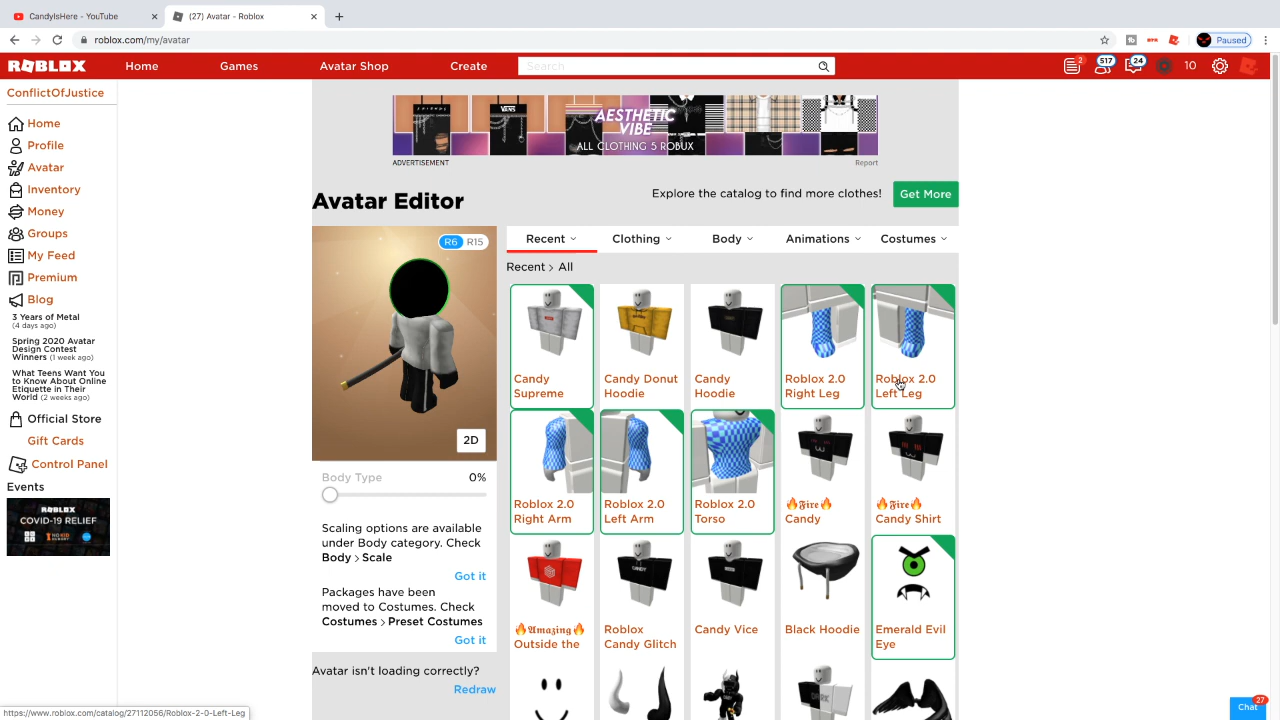 CandyIsHere - YouTube
(27) Avatar - Roblox
roblox.com/my/avatar
Paused
ROBLOX
Home
Games
Avatar Shop
Create
Search
2
517
24
10
ConflictOfJustice
Home
Profile
Avatar
Inventory
Money
Groups
My Feed
Premium
Blog
3 Years of Metal
(4 days ago)
Spring 2020 Avatar
Design Contest
Winners (1 week ago)
What Teens Want You
to Know About Online
Etiquette in Their
World (2 weeks ago)
Official Store
Gift Cards
Control Panel
Events
ROBLOX
COVID-19 RELIEF
AESTHETIC
VIBE
ALL CLOTHING 5 ROBUX
VANS
ADVERTISEMENT
Report
Avatar Editor
Explore the catalog to find more clothes!
Get More
R6 R15
2D
Body Type
0%
Scaling options are available
under Body category. Check
Body > Scale
Got it
Packages have been
moved to Costumes. Check
Costumes > Preset Costumes
Got it
Avatar isn't loading correctly?
Redraw
Recent
Clothing
Body
Animations
Costumes
Recent > All
Candy
Supreme
Candy Donut
Hoodie
Candy
Hoodie
Roblox 2.0
Right Leg
Roblox 2.0
Left Leg
Roblox 2.0
Right Arm
Roblox 2.0
Left Arm
Roblox 2.0
Torso
🔥𝕱𝖎𝖗𝖊🔥
Candy
🔥𝕱𝖎𝖗𝖊🔥
Candy Shirt
🔥𝕬𝖒𝖆𝖟𝖎𝖓𝖌🔥
Outside the
CANDY
Roblox
Candy Glitch
Candy Vice
Black Hoodie
Emerald Evil
Eye
https://www.roblox.com/catalog/27112056/Roblox-2-0-Left-Leg
Chat
27